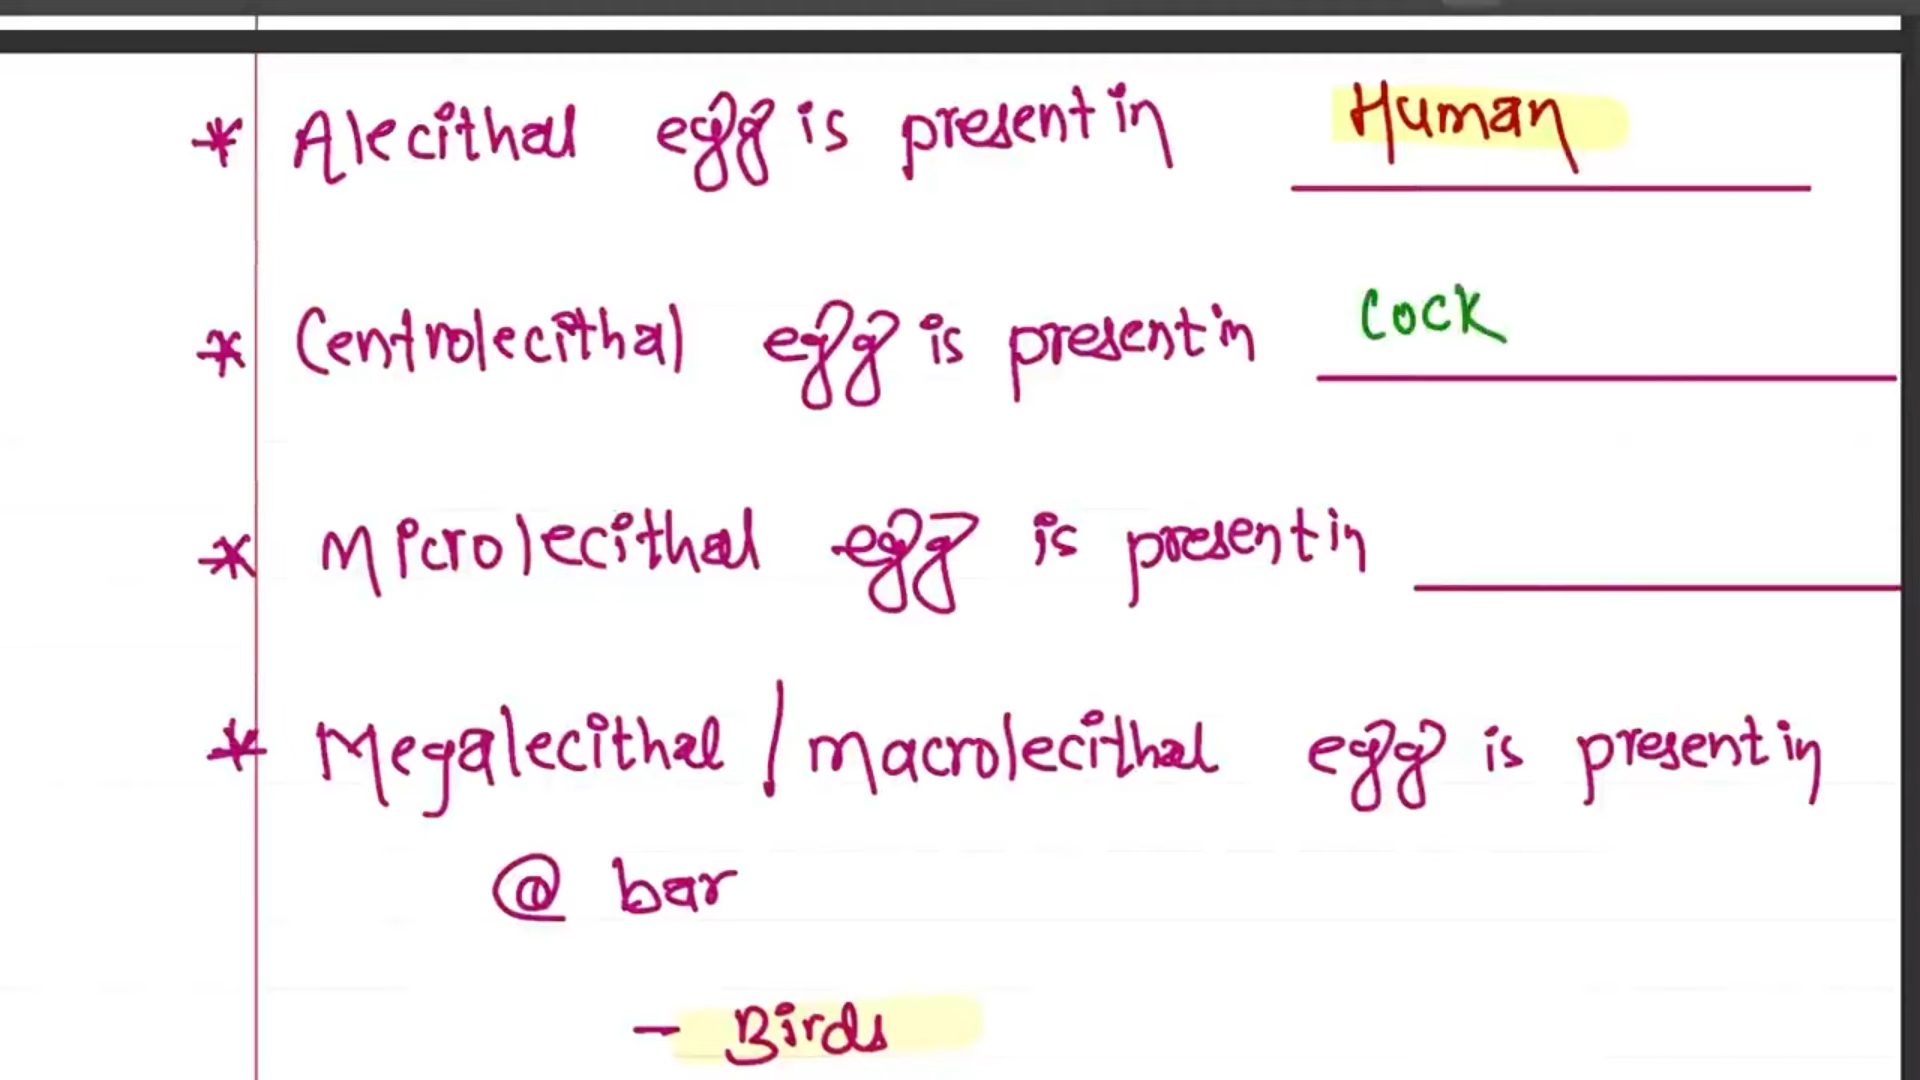 * Alecithal egg is present in Human
* Centrolecithal egg is present in Cock
* Microlecithal egg is present in
* Megalecithal / macrolecithal egg is present in
@ bar
- Birds